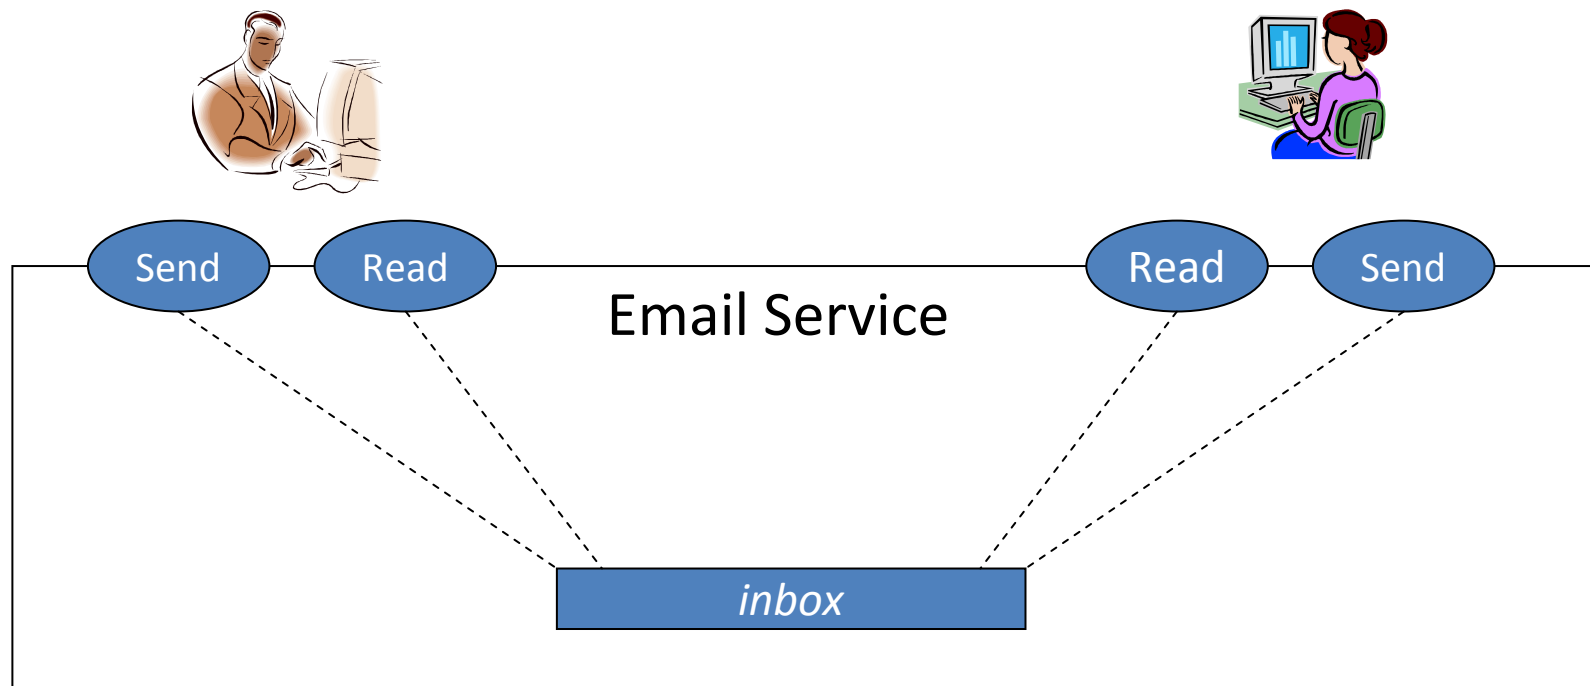 Send
Read
Read
Send
Email Service
inbox